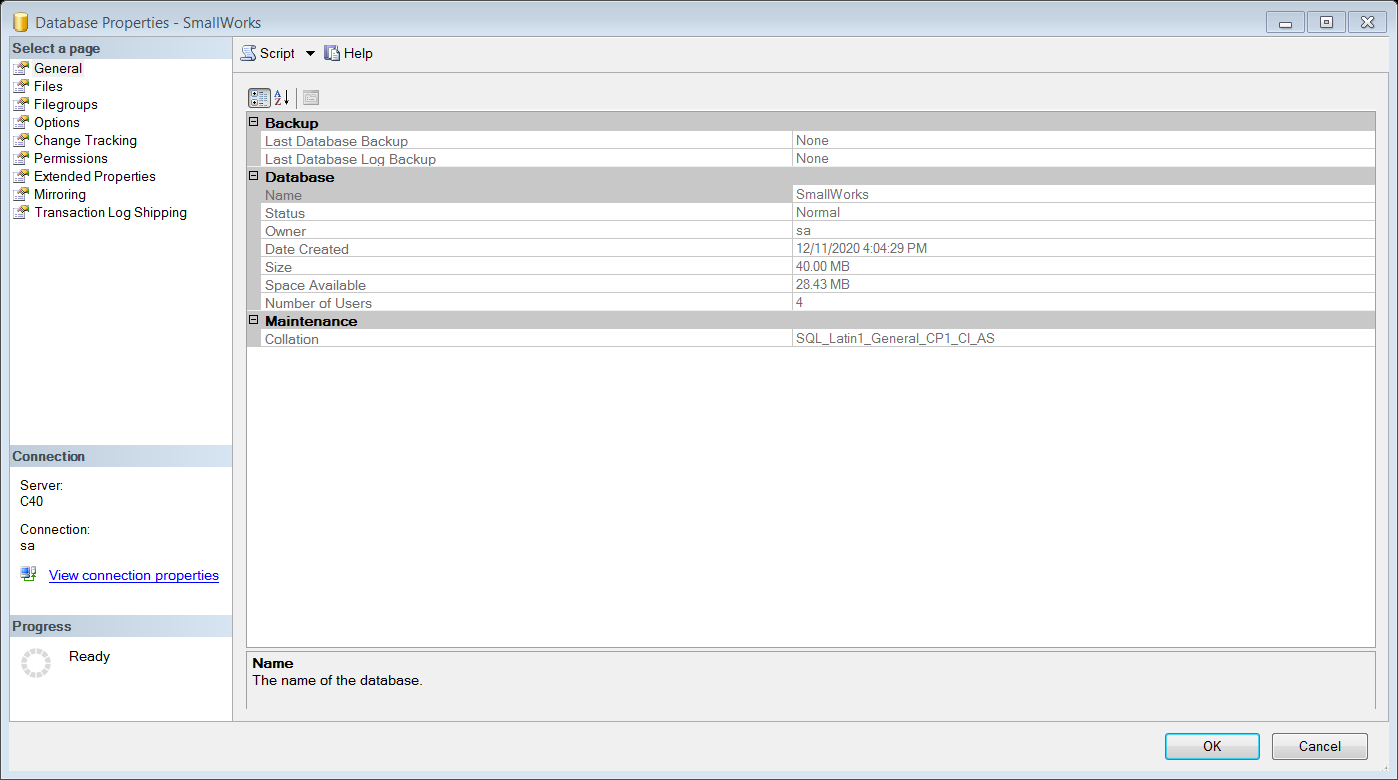 Database Properties - SmallWorks
Select a page
General
Files
Filegroups
Options
Change Tracking
Permissions
Extended Properties
Mirroring
Transaction Log Shipping
Connection
Server:
C40
Connection:
sa
View connection properties
Progress
Ready
Script Help
Backup
Last Database Backup None
Last Database Log Backup None
Database
Name SmallWorks
Status Normal
Owner sa
Date Created 12/11/2020 4:04:29 PM
Size 40.00 MB
Space Available 28.43 MB
Number of Users 4
Maintenance
Collation SQL_Latin1_General_CP1_CI_AS
Name
The name of the database.
OK Cancel